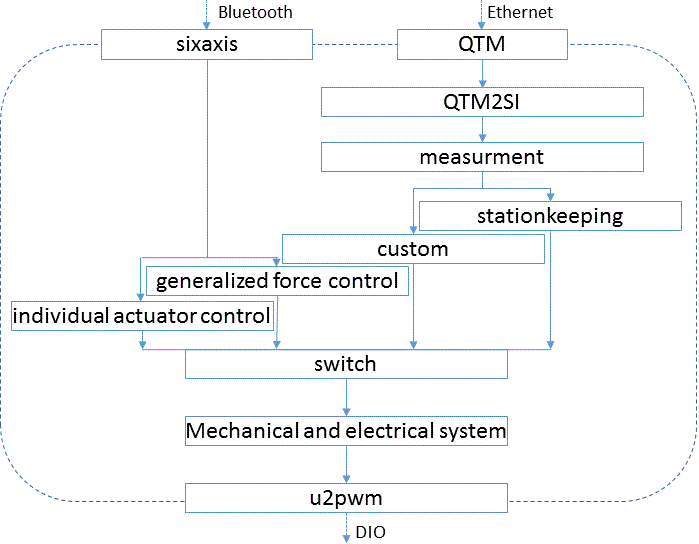 Bluetooth
Ethernet
sixaxis
QTM
QTM2SI
measurment
stationkeeping
custom
generalized force control
individual actuator control
switch
Mechanical and electrical system
u2pwm
DIO